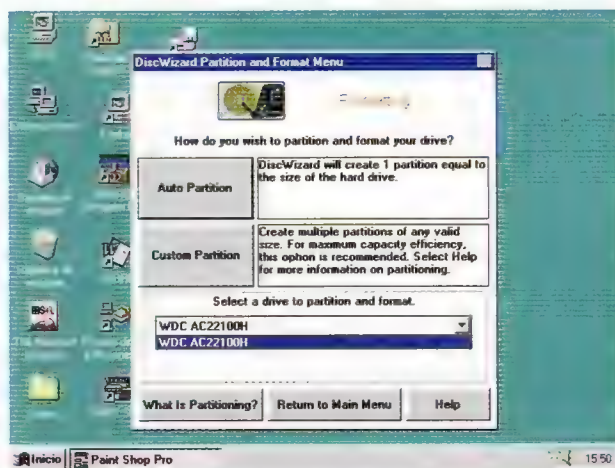 DiscWizard Partition and Format Menu
How do you wish to partition and format your drive?
Auto Partition
DiscWizard will create 1 partition equal to
the size of the hard drive.
Custom Partition
Create multiple partitions of any valid
size. For maximum capacity efficiency,
this option is recommended. Select Help
for more information on partitioning.
Select a drive to partition and format.
WDC AC22100H
WDC AC22100H
What Is Partitioning?
Return to Main Menu
Help
Inicio
Paint Shop Pro
15:50